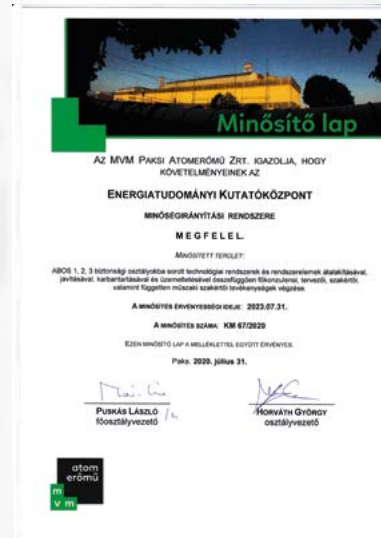 Minősítő lap
AZ MVM PAKSI ATOMERŐMŰ ZRT. IGAZOLJA, HOGY
KÖVETELMÉNYEINEK AZ
ENERGIATUDOMÁNYI KUTATÓKÖZPONT
MINŐSÉGIRÁNYÍTÁSI RENDSZERE
MEGFELEL.
MINŐSÍTETT TERÜLET:
ABOS 1, 2, 3 biztonsági osztályokba sorolt technológiai rendszerek és rendszerelemek átalakításával,
javításával, karbantartásával és üzemeltetésével összefüggően főkonzulensi, tervezői, szakértői,
valamint független műszaki szakértői tevékenységek végzése.
A MINŐSÍTÉS ÉRVÉNYESSÉGI IDEJE: 2023.07.31.
A MINŐSÍTÉS SZÁMA: KM 67/2020
EZEN MINŐSÍTŐ LAP A MELLÉKLETTEL EGYÜTT ÉRVÉNYES.
Paks, 2020. július 31.
PUSKÁS LÁSZLÓ
főosztályvezető
HORVÁTH GYÖRGY
osztályvezető
atom
erőmű
m
v m